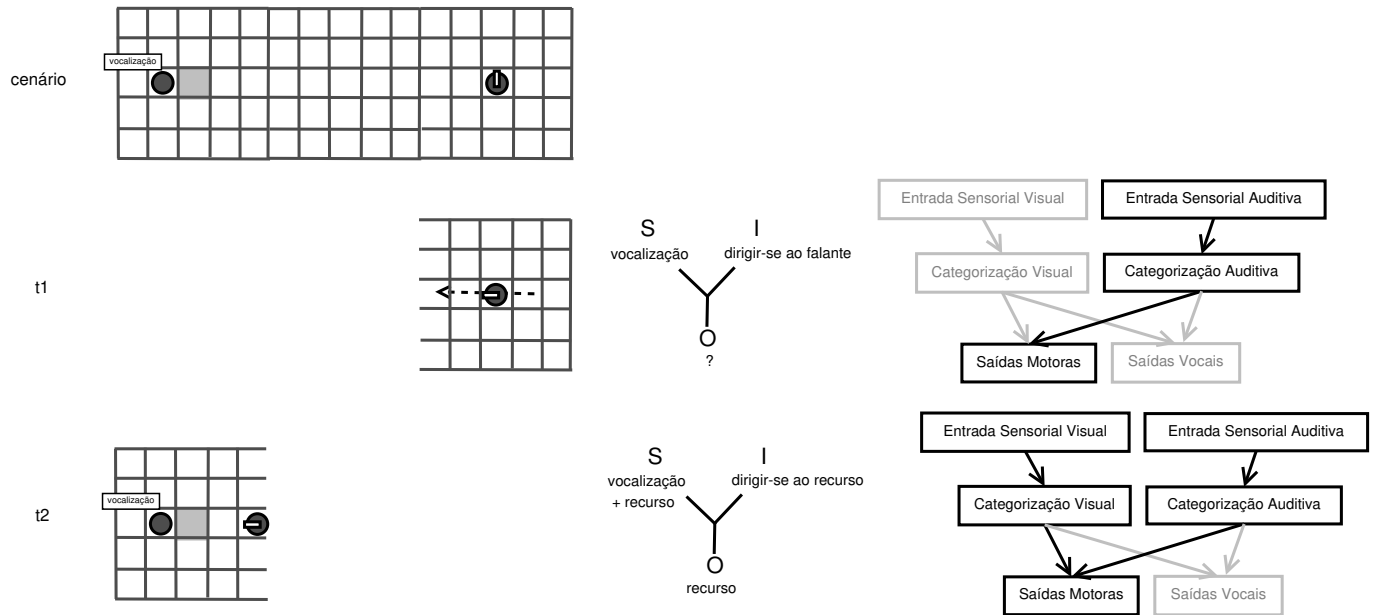 vocalização
cenário
t1
S
I
vocalização
dirigir-se ao falante
O
?
Entrada Sensorial Visual
Entrada Sensorial Auditiva
Categorização Visual
Categorização Auditiva
Saídas Motoras
Saídas Vocais
t2
vocalização
S
I
vocalização
+ recurso
dirigir-se ao recurso
O
recurso
Entrada Sensorial Visual
Entrada Sensorial Auditiva
Categorização Visual
Categorização Auditiva
Saídas Motoras
Saídas Vocais